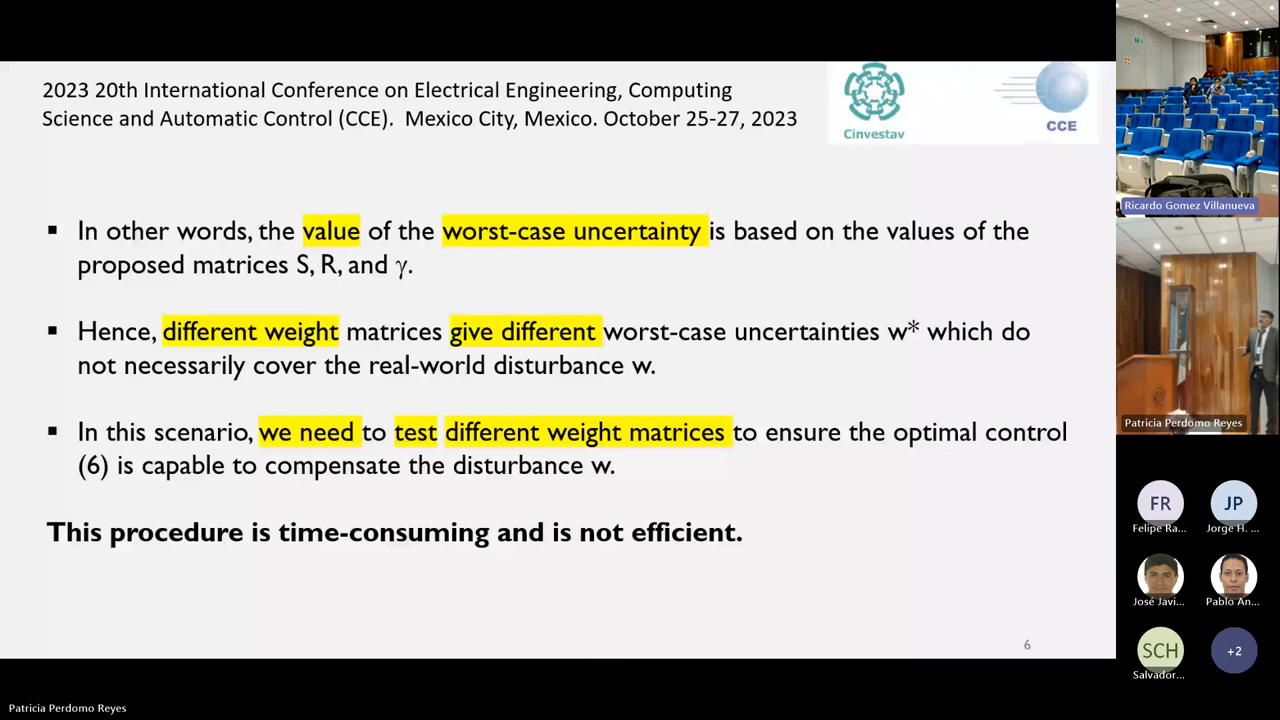 2023 20th International Conference on Electrical Engineering, Computing
Science and Automatic Control (CCE). Mexico City, Mexico. October 25-27, 2023
Cinvestav
CCE
▪ In other words, the value of the worst-case uncertainty is based on the values of the
proposed matrices S, R, and γ.
▪ Hence, different weight matrices give different worst-case uncertainties w* which do
not necessarily cover the real-world disturbance w.
▪ In this scenario, we need to test different weight matrices to ensure the optimal control
(6) is capable to compensate the disturbance w.
This procedure is time-consuming and is not efficient.
6
Ricardo Gomez Villanueva
Patricia Perdomo Reyes
FR
JP
Felipe Ra...
Jorge H. ...
José Javi...
Pablo An...
SCH
+2
Salvador...
Patricia Perdomo Reyes